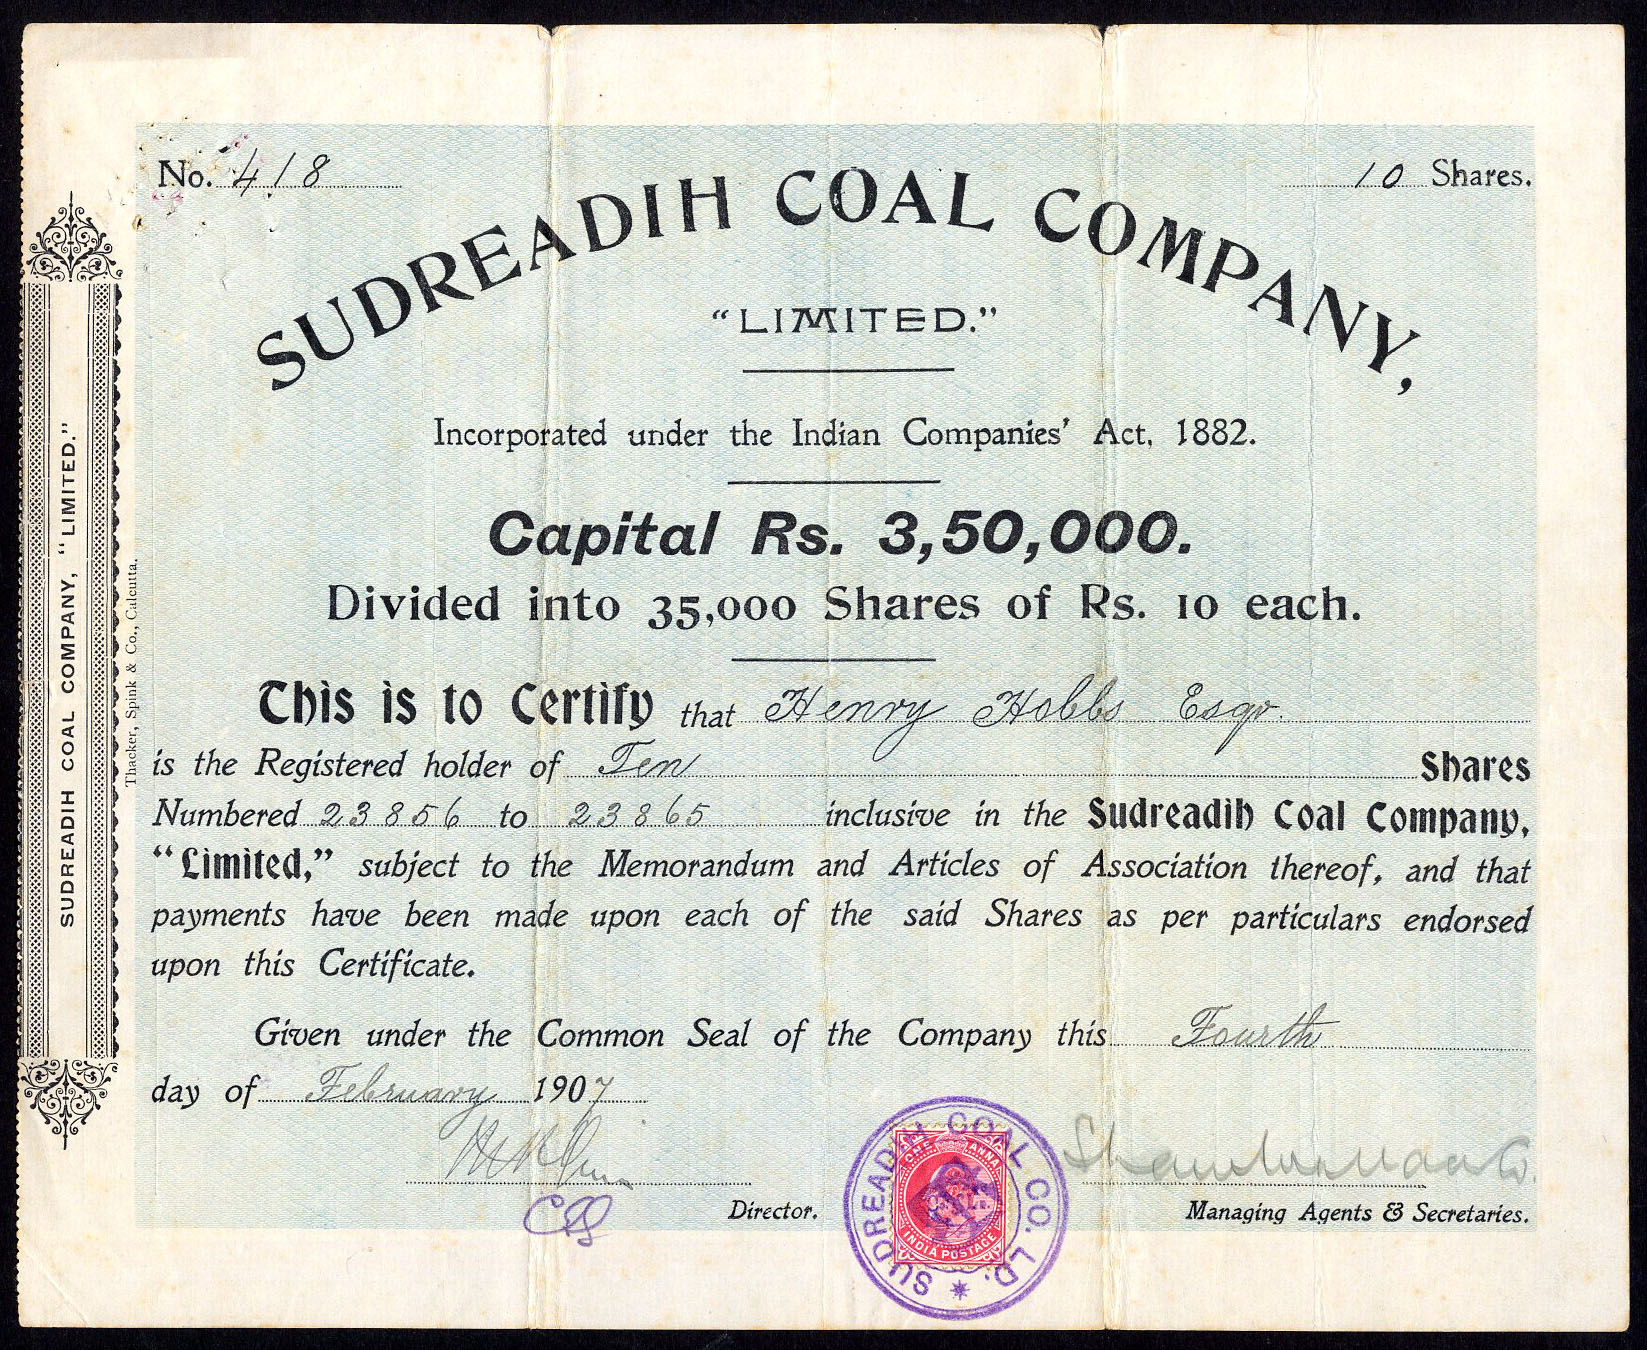 No. 418
10 Shares.
SUDREADIH COAL COMPANY,
"LIMITED."
Incorporated under the Indian Companies' Act, 1882.
Capital Rs. 3,50,000.
Divided into 35,000 Shares of Rs. 10 each.
This is to Certify that Henry Hobbs Esqr.
is the Registered holder of Ten Shares
Numbered 23856 to 23865 inclusive in the Sudreadih Coal Company,
"Limited," subject to the Memorandum and Articles of Association thereof, and that
payments have been made upon each of the said Shares as per particulars endorsed
upon this Certificate.
Given under the Common Seal of the Company this Fourth
day of February 1907
Director.
Managing Agents & Secretaries.
SUDREADIH COAL CO. LD.
ONE ANNA
INDIA POSTAGE
SUDREADIH COAL COMPANY, "LIMITED."
Thacker, Spink & Co., Calcutta.